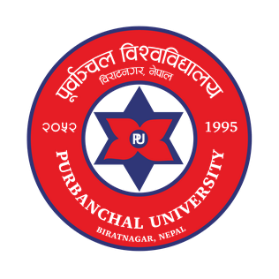 पूर्वाञ्चल विश्वविद्यालय
विराटनगर, नेपाल
२०५२
1995
PU
PURBANCHAL UNIVERSITY
BIRATNAGAR, NEPAL